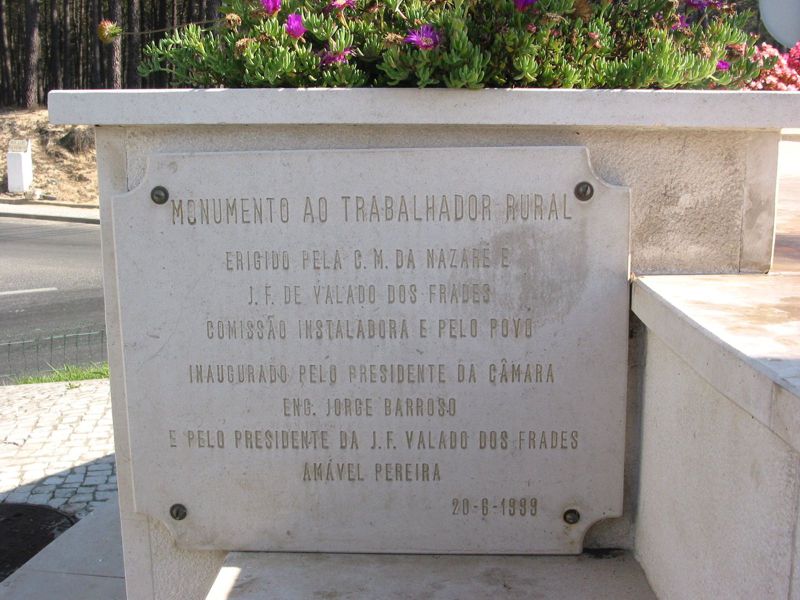 MONUMENTO AO TRABALHADOR RURAL
ERIGIDO PELA C. M. DA NAZARÉ E
J. F. DE VALADO DOS FRADES
COMISSÃO INSTALADORA E PELO POVO
INAUGURADO PELO PRESIDENTE DA CÂMARA
ENG. JORGE BARROSO
E PELO PRESIDENTE DA J. F. VALADO DOS FRADES
AMÁVEL PEREIRA
20-6-1999